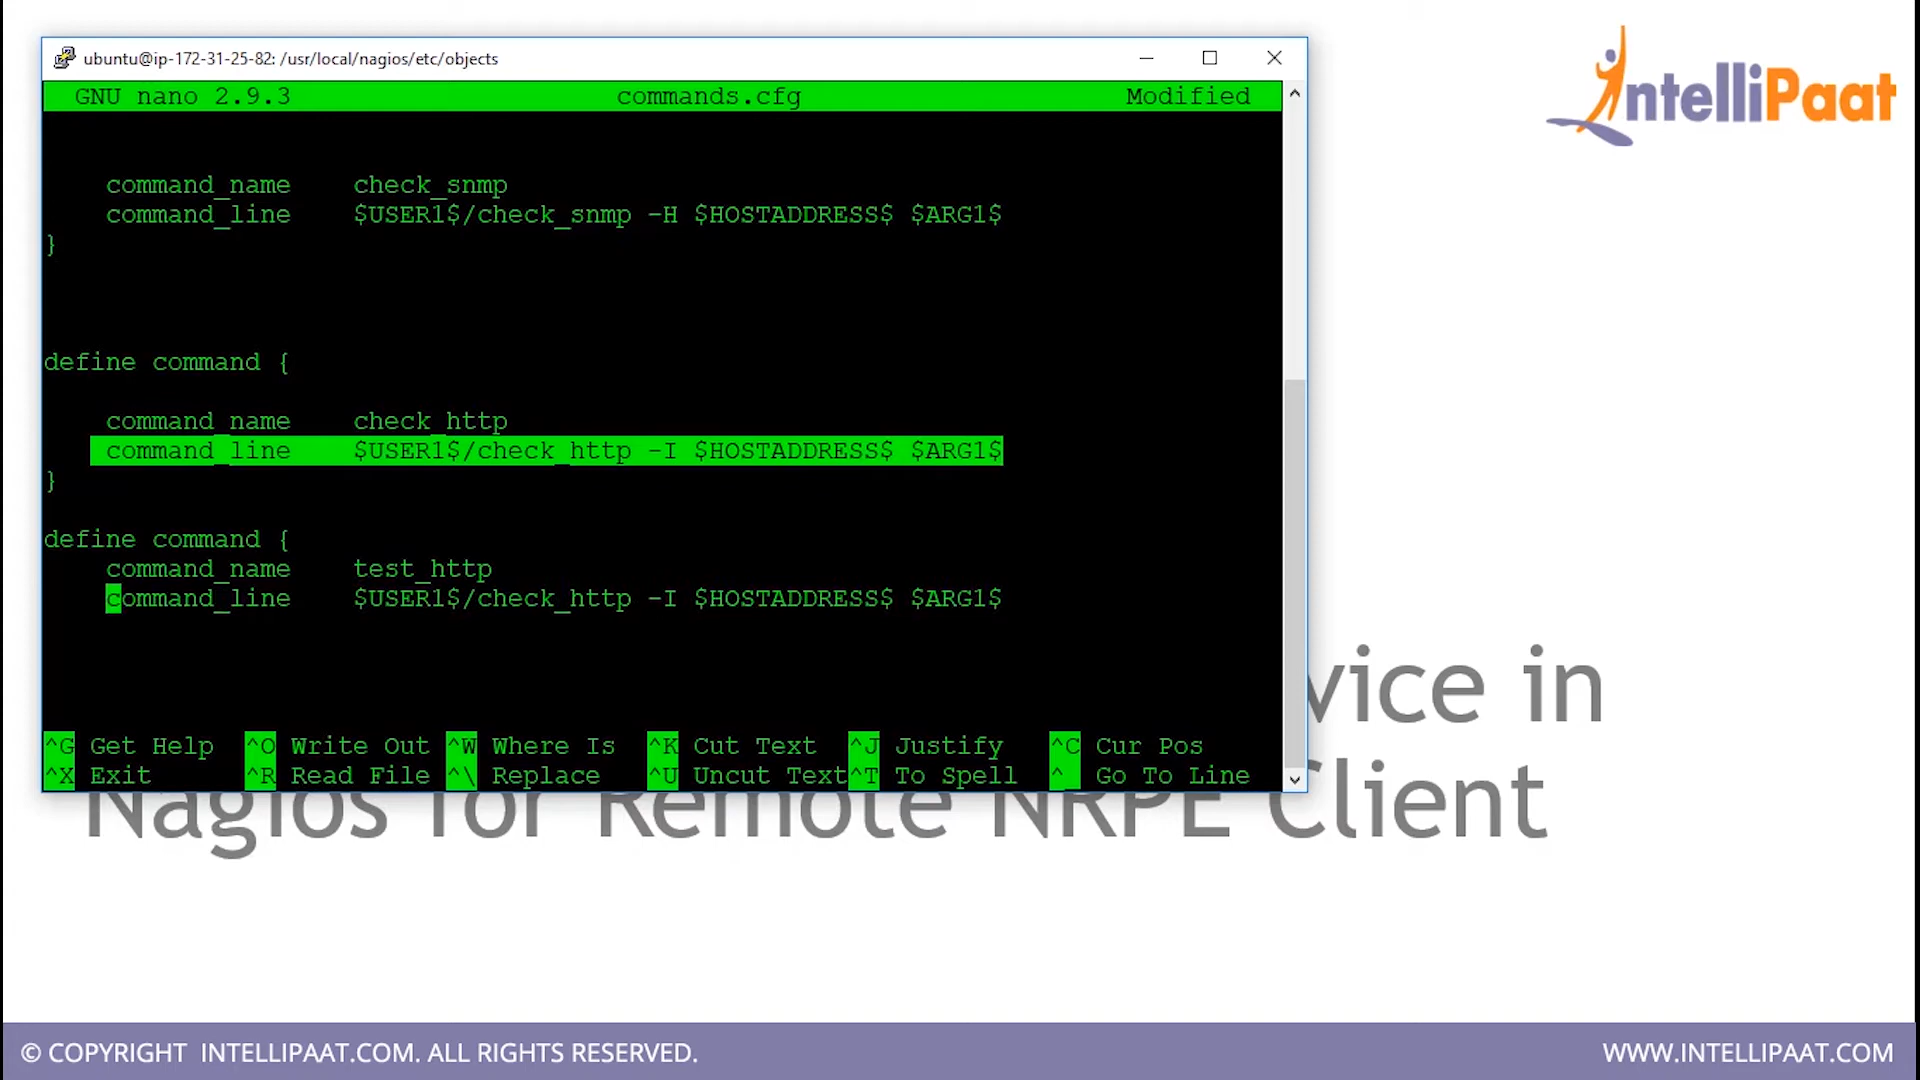 ubuntu@ip-172-31-25-82: /usr/local/nagios/etc/objects
IntelliPaat
GNU nano 2.9.3 commands.cfg Modified
command_name check_snmp
command_line $USER1$/check_snmp -H $HOSTADDRESS$ $ARG1$
}
define command {
command_name check_http
command_line $USER1$/check_http -I $HOSTADDRESS$ $ARG1$
}
define command {
command_name test_http
command_line $USER1$/check_http -I $HOSTADDRESS$ $ARG1$
vice in
^G Get Help ^O Write Out ^W Where Is ^K Cut Text ^J Justify ^C Cur Pos
^X Exit ^R Read File ^\ Replace ^U Uncut Text ^T To Spell ^_ Go To Line
Nagios for Remote NRPE Client
© COPYRIGHT INTELLIPAAT.COM. ALL RIGHTS RESERVED.
WWW.INTELLIPAAT.COM